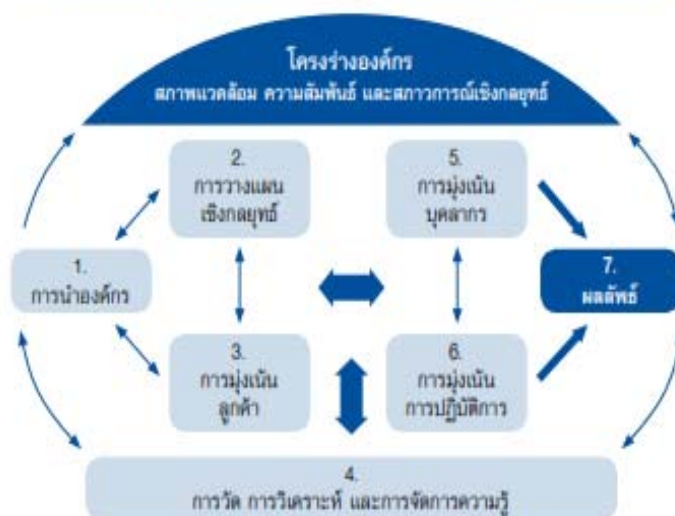 โครงร่างองค์กร
สภาพแวดล้อม ความสัมพันธ์ และสภาวการณ์เชิงกลยุทธ์
1.
การนำองค์กร
2.
การวางแผน
เชิงกลยุทธ์
3.
การมุ่งเน้น
ลูกค้า
5.
การมุ่งเน้น
บุคลากร
6.
การมุ่งเน้น
การปฏิบัติการ
7.
ผลลัพธ์
4.
การวัด การวิเคราะห์ และการจัดการความรู้